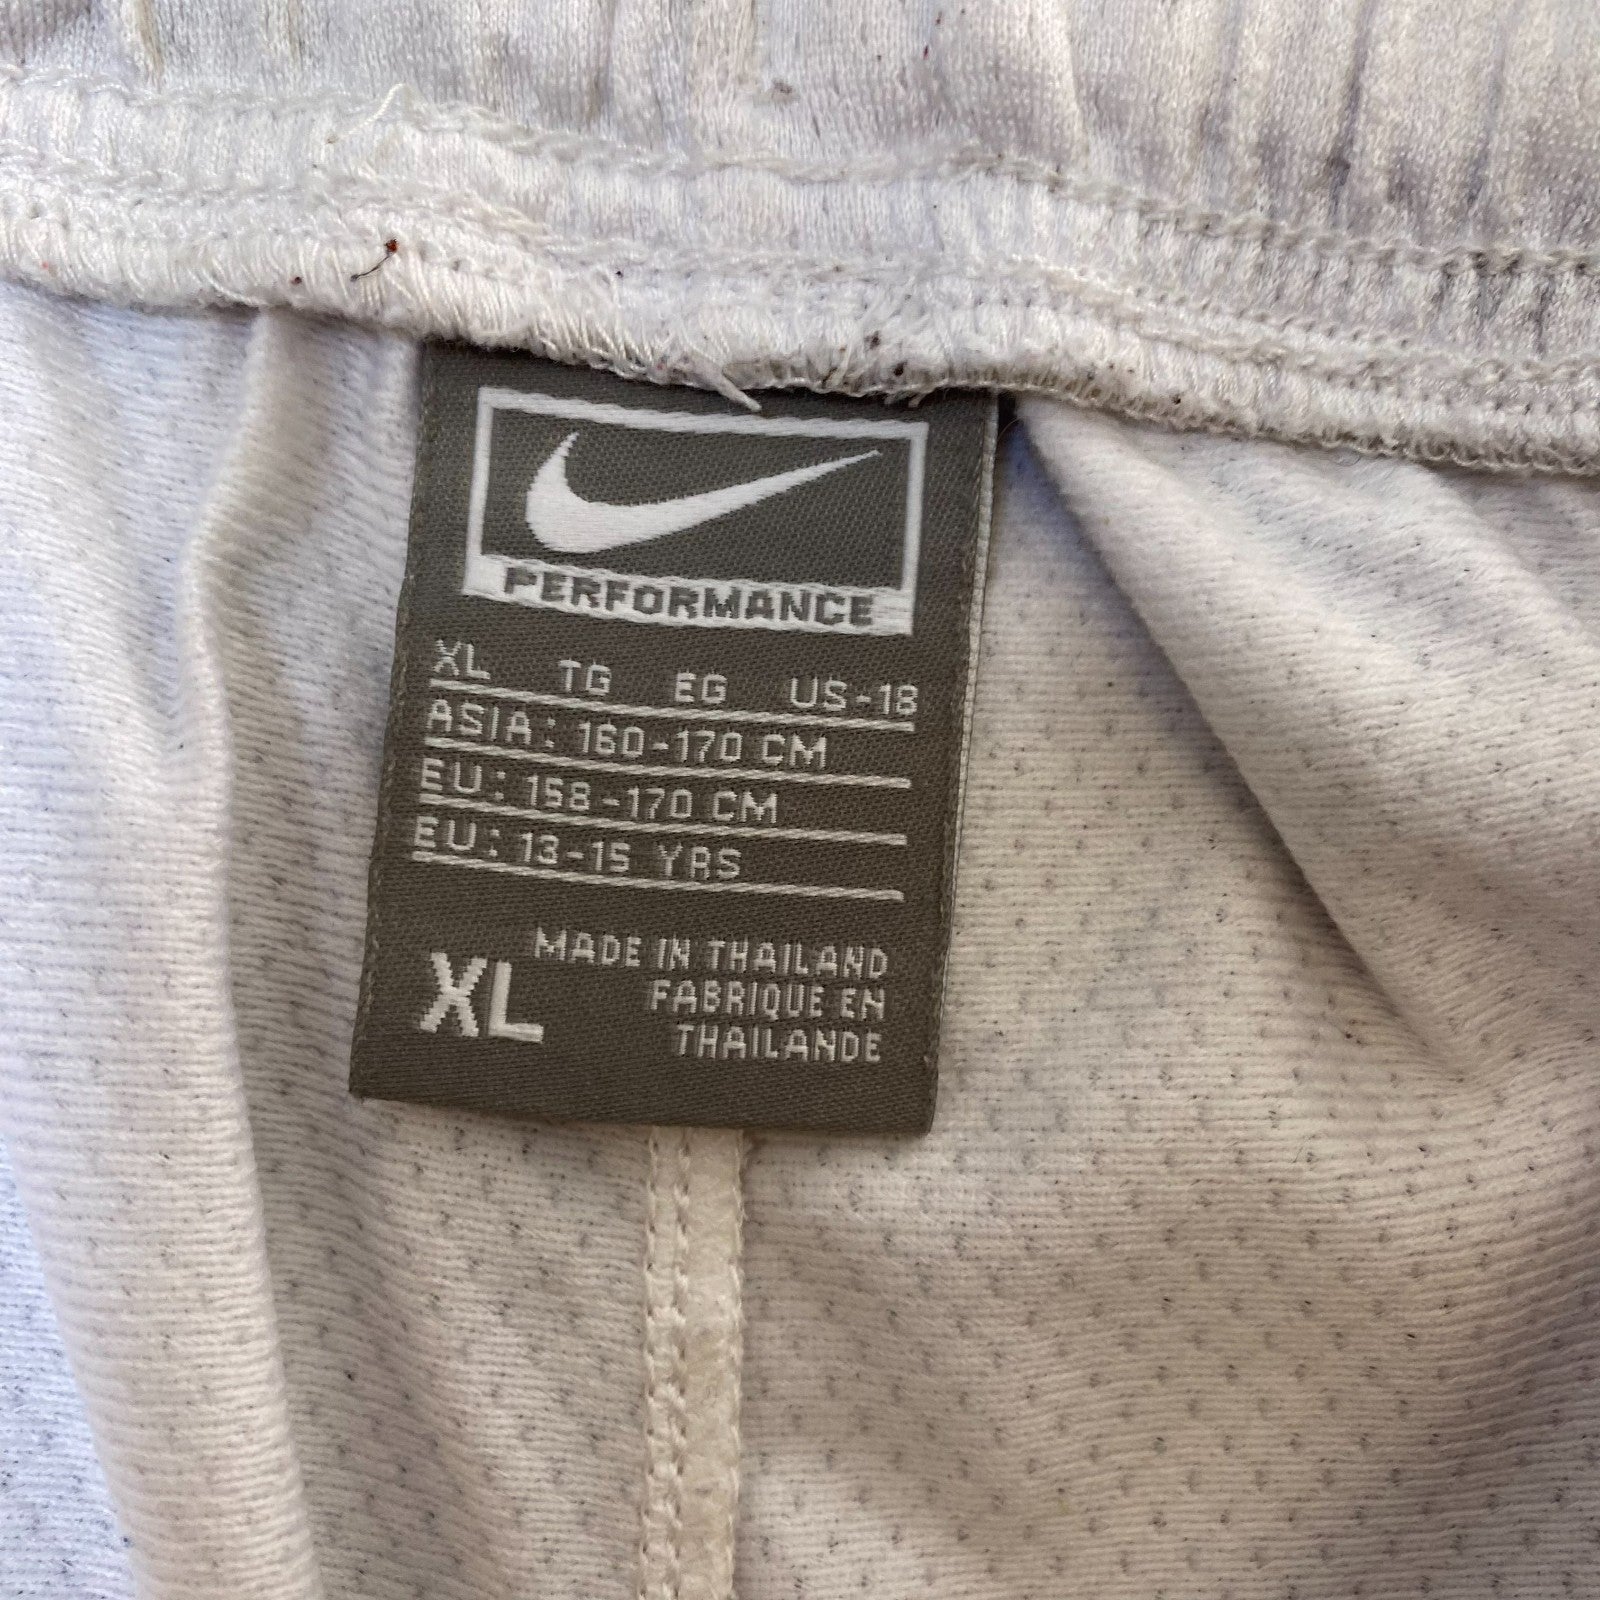 PERFORMANCE
XL TG EG US-18
ASIA: 160-170 CM
EU: 158-170 CM
EU: 13-15 YRS
XL
MADE IN THAILAND
FABRIQUE EN
THAILANDE